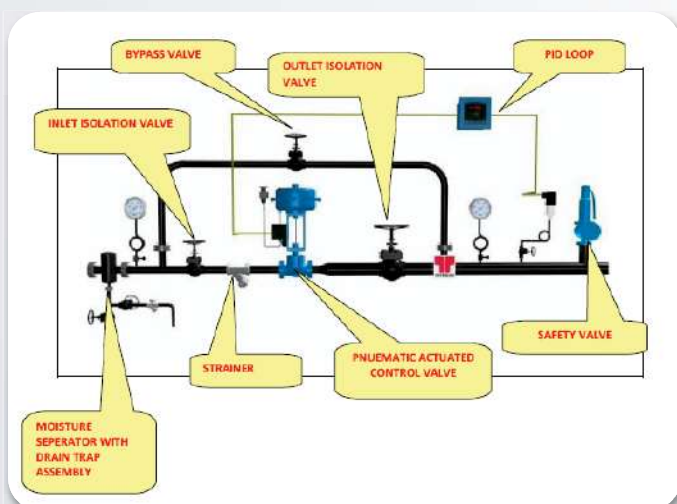 BYPASS VALVE
OUTLET ISOLATION
VALVE
PID LOOP
INLET ISOLATION VALVE
STRAINER
PNUEMATIC ACTUATED
CONTROL VALVE
SAFETY VALVE
MOISTURE
SEPERATOR WITH
DRAIN TRAP
ASSEMBLY